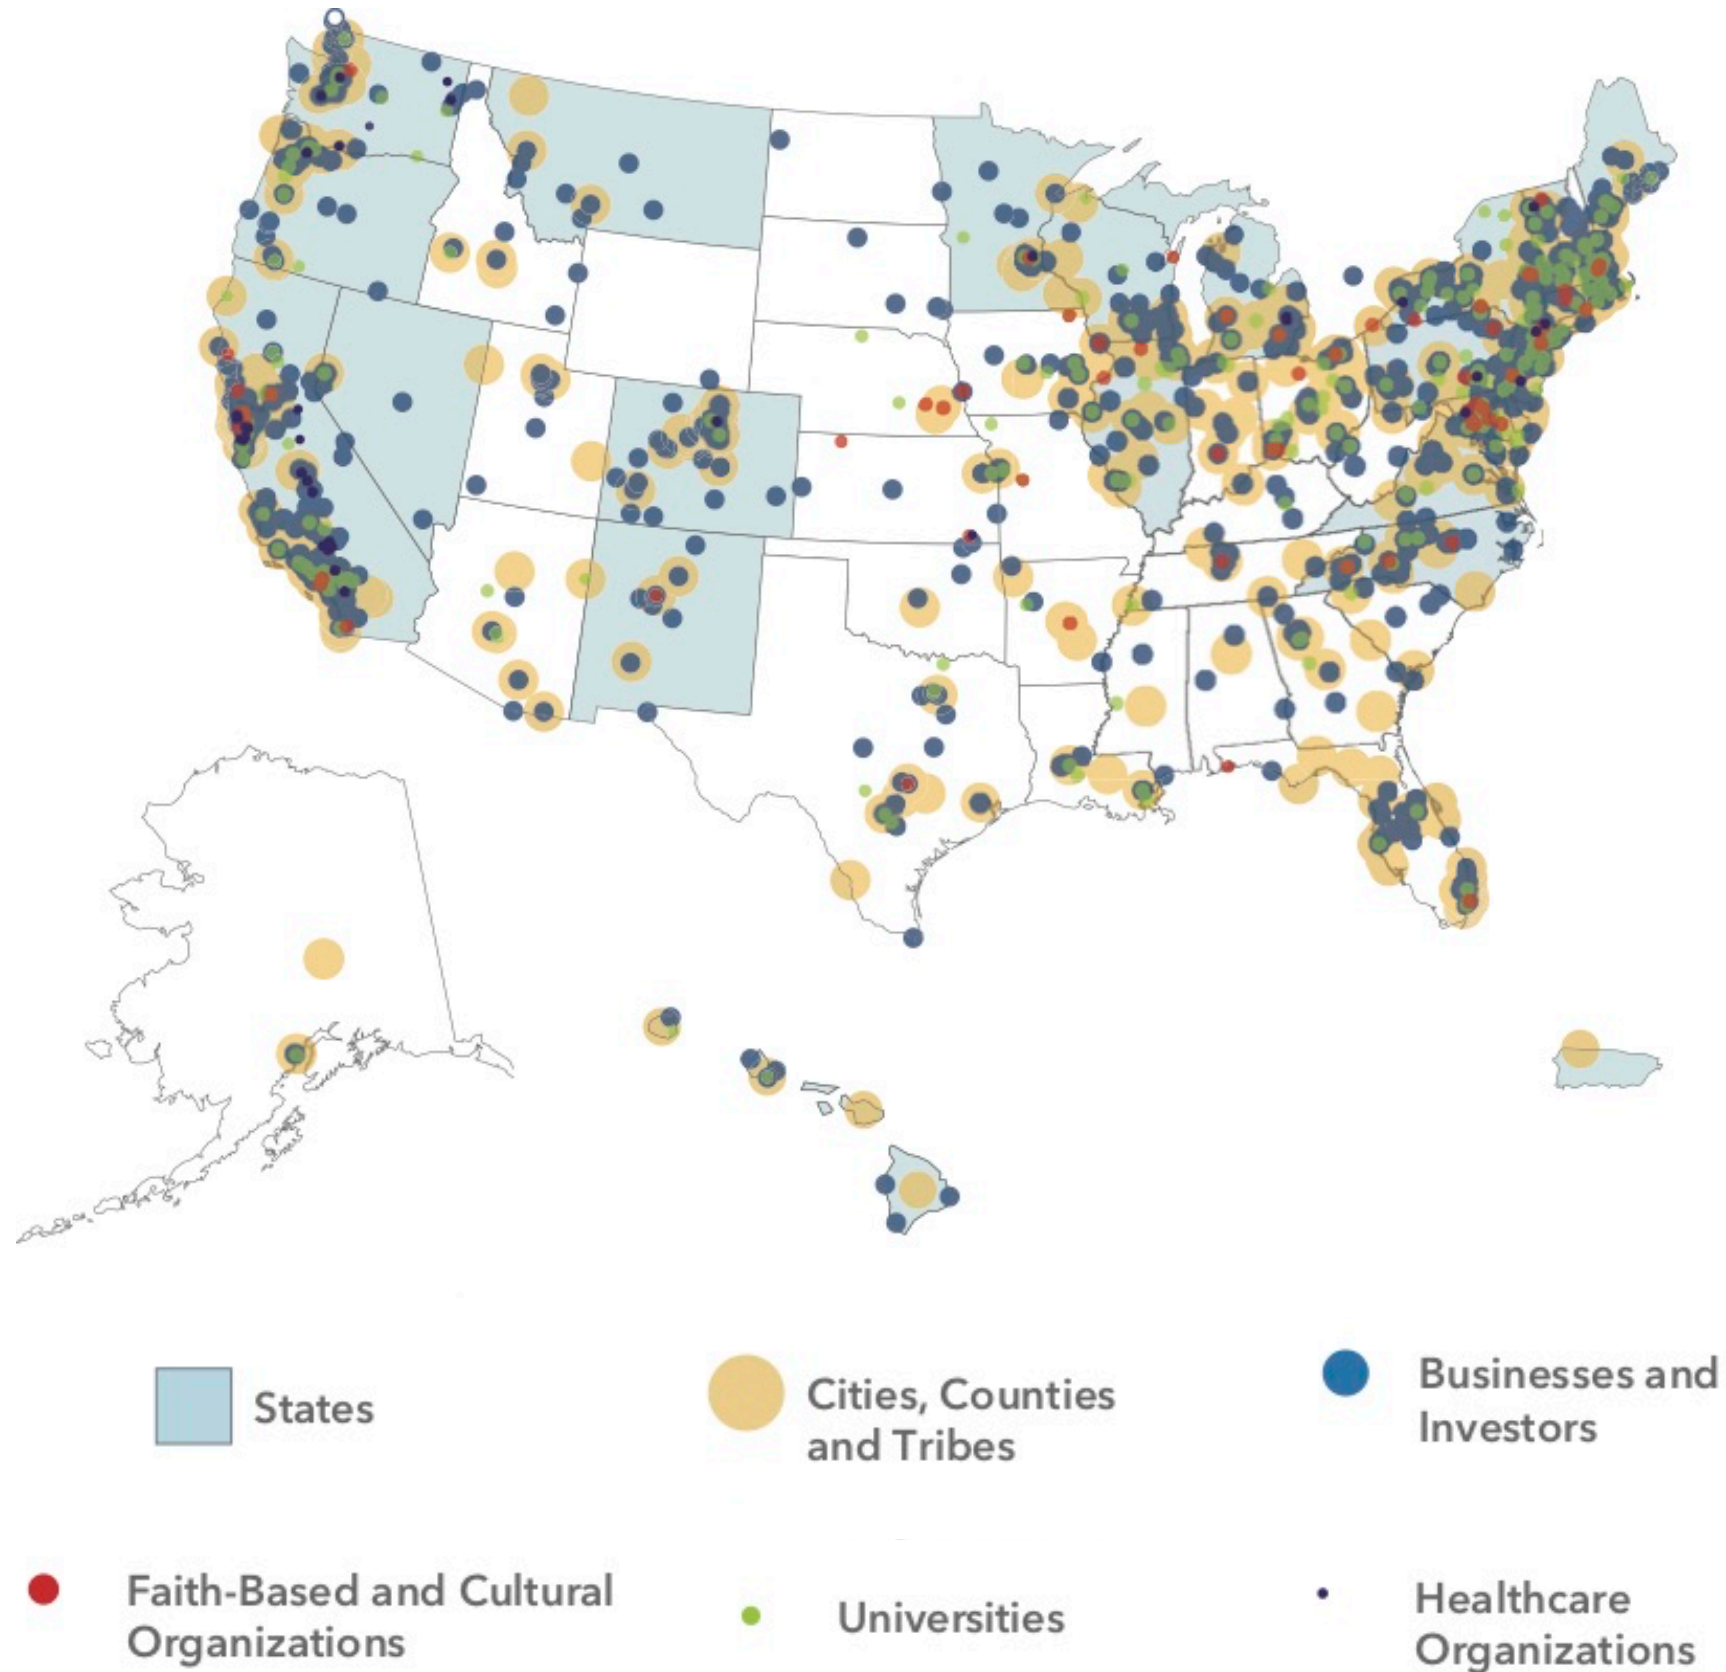 States
Cities, Counties
and Tribes
Businesses and
Investors
Faith-Based and Cultural
Organizations
Universities
Healthcare
Organizations